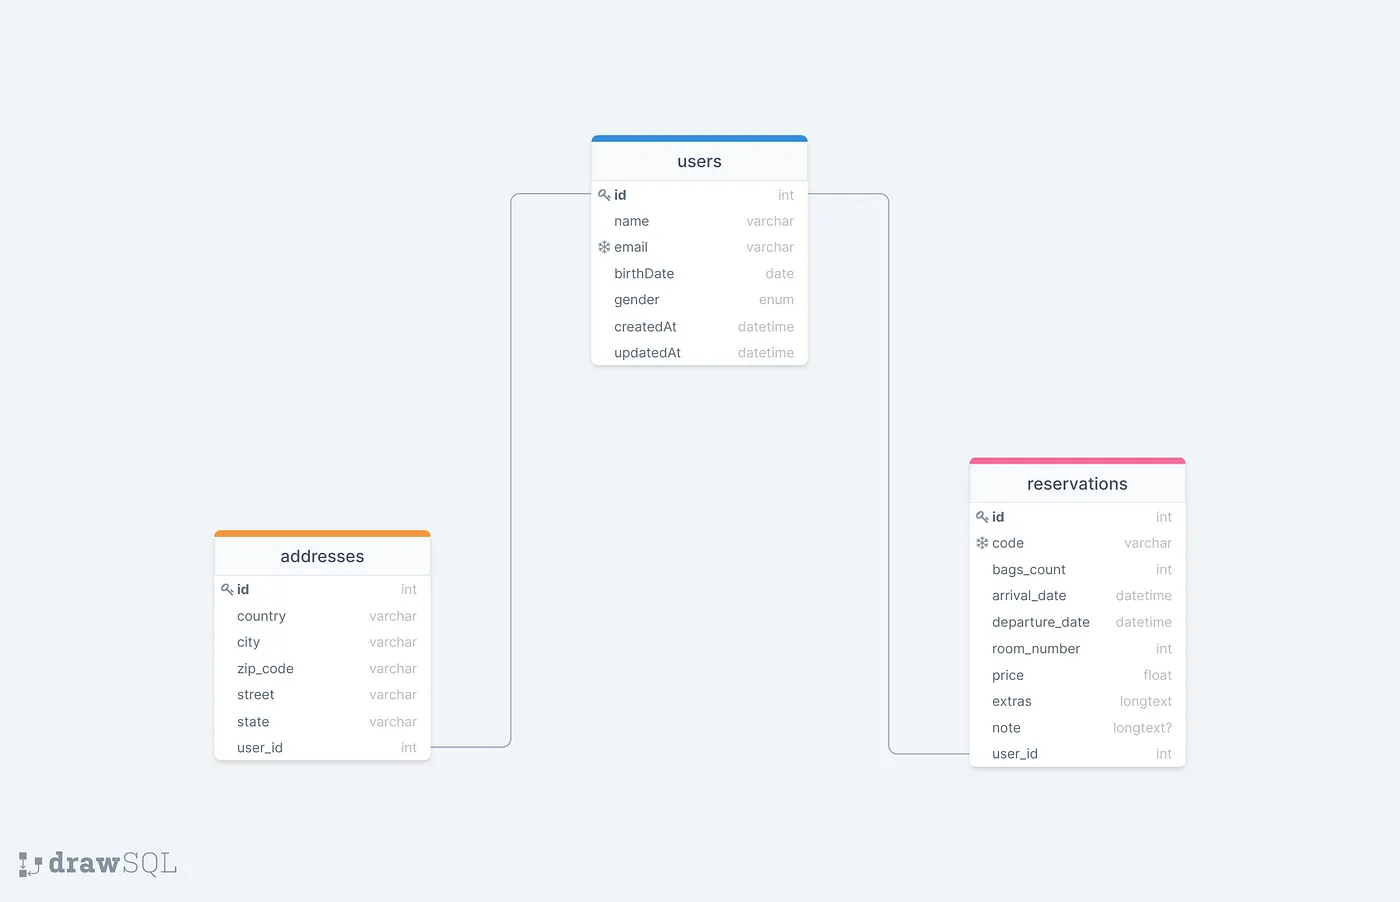 users
id int
name varchar
email varchar
birthDate date
gender enum
createdAt datetime
updatedAt datetime
reservations
id int
code varchar
bags_count int
arrival_date datetime
departure_date datetime
room_number int
price float
extras longtext
note longtext?
user_id int
addresses
id int
country varchar
city varchar
zip_code varchar
street varchar
state varchar
user_id int
drawSQL